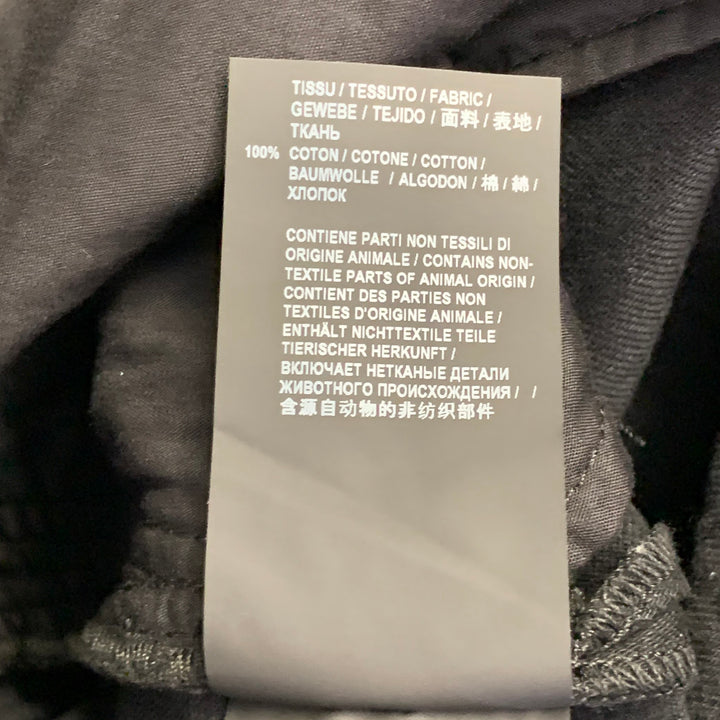 TISSU / TESSUTO / FABRIC /
GEWEBE / TEJIDO / 面料 / 表地 /
ТКАНЬ
100% COTON / COTONE / COTTON /
BAUMWOLLE / ALGODON / 棉 / 綿 /
ХЛОПОК
CONTIENE PARTI NON TESSILI DI
ORIGINE ANIMALE / CONTAINS NON-
TEXTILE PARTS OF ANIMAL ORIGIN /
CONTIENT DES PARTIES NON
TEXTILES D'ORIGINE ANIMALE /
ENTHÄLT NICHTTEXTILE TEILE
TIERISCHER HERKUNFT /
ВКЛЮЧАЕТ НЕТКАНЫЕ ДЕТАЛИ
ЖИВОТНОГО ПРОИСХОЖДЕНИЯ / /
含源自动物的非纺织部件